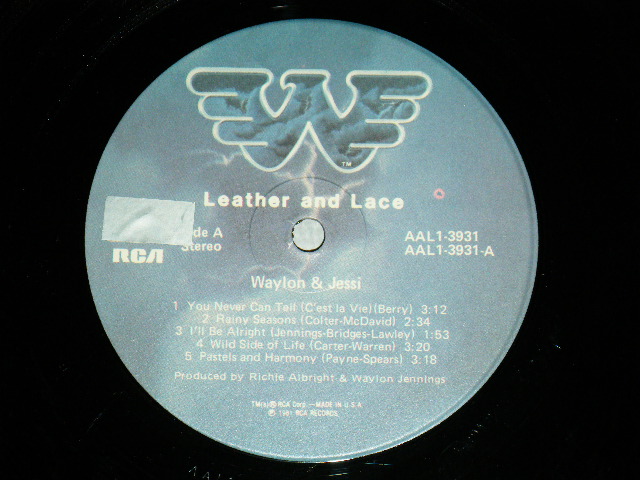 TM
Leather and Lace
de A
Stereo
RCA
AAL1-3931
AAL1-3931-A
Waylon & Jessi
1 You Never Can Tell (C'est la Vie)(Berry) 3:12
2 Rainy Seasons (Colter-McDavid) 2:34
3 I'll Be Alright (Jennings-Bridges-Lawley) 1:53
4 Wild Side of Life (Carter-Warren) 3:20
5 Pastels and Harmony (Payne-Spears) 3:18
Produced by Richie Albright & Waylon Jennings
TM(s)® RCA Corp.—MADE IN U.S.A.
℗ 1981 RCA RECORDS